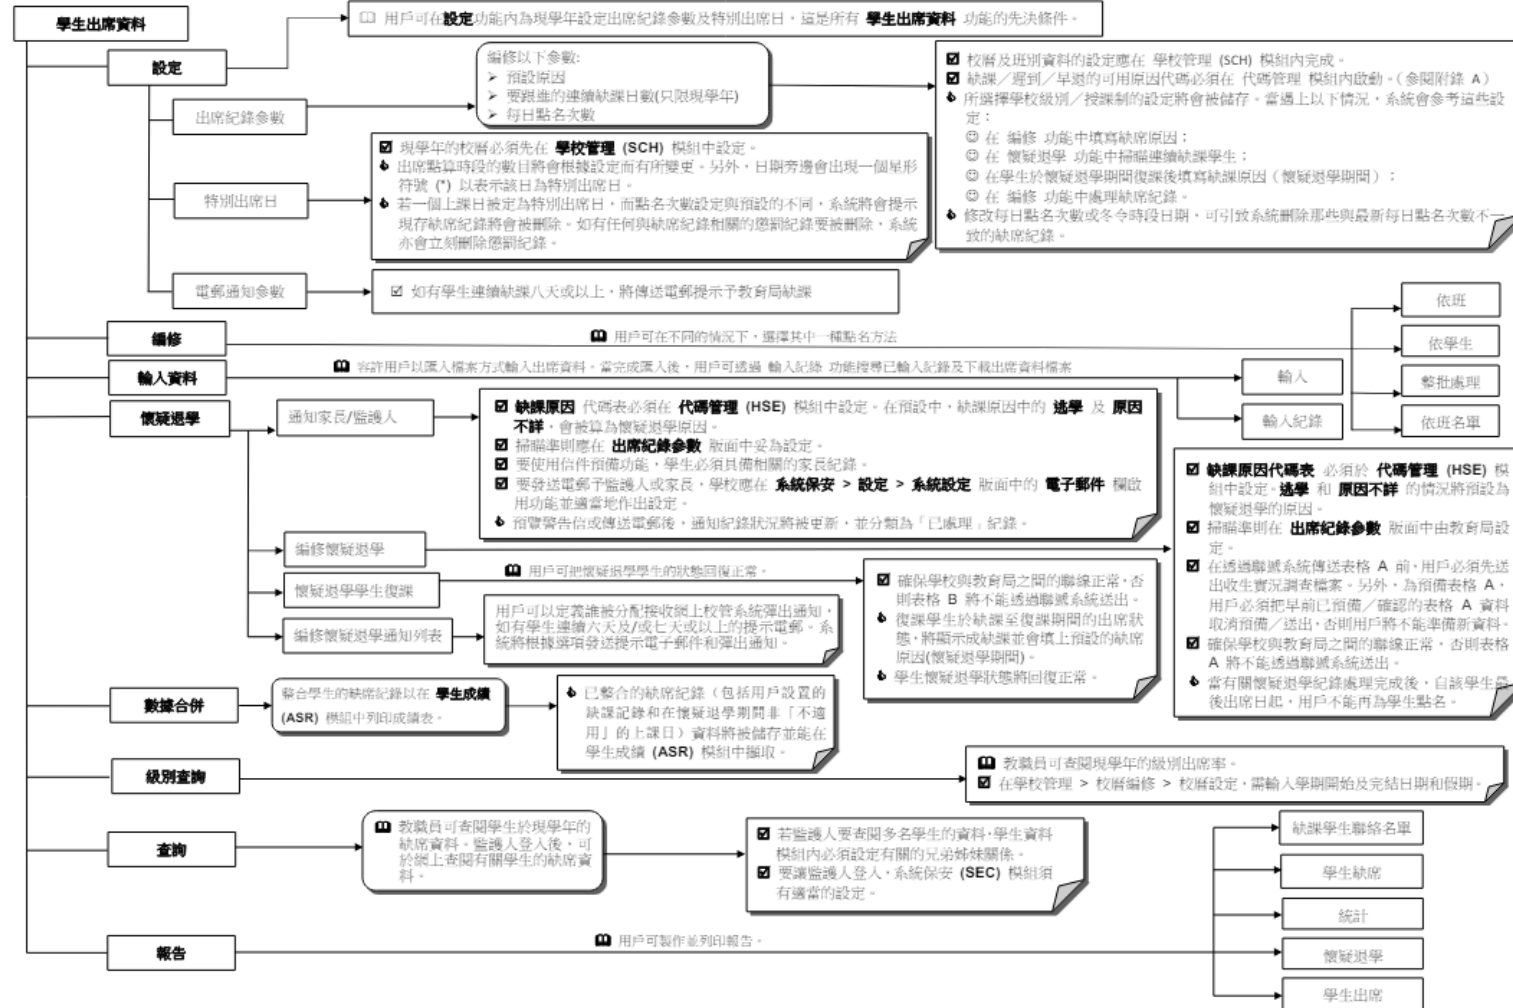 學生出席資料
用戶可在設定功能內為現學年設定出席紀錄參數及特別出席日，這是所有 學生出席資料 功能的先決條件。
設定
出席紀錄參數
編修以下參數:
➢ 預設原因
➢ 要跟進的連續缺課日數(只限現學年)
➢ 每日點名次數
校曆及班別資料的設定應在 學校管理 (SCH) 模組內完成。
缺課／遲到／早退的可用原因代碼必須在 代碼管理 模組內啟動。(參閱附錄 A)
所選擇學校級別／授課制的設定將會被儲存。當遇上以下情況，系統會參考這些設
定：
☺ 在 編修 功能中填寫缺席原因；
☺ 在 懷疑退學 功能中掃瞄連續缺課學生；
☺ 在學生於懷疑退學期間復課後填寫缺課原因（懷疑退學期間）；
☺ 在 編修 功能中處理缺席紀錄。
修改每日點名次數或冬令時段日期，可引致系統刪除那些與最新每日點名次數不一
致的缺席紀錄。
特別出席日
現學年的校曆必須先在 學校管理 (SCH) 模組中設定。
出席點算時段的數目將會根據設定而有所變更。另外，日期旁邊會出現一個星形
符號 (*) 以表示該日為特別出席日。
若一個上課日被定為特別出席日，而點名次數設定與預設的不同，系統將會提示
現存缺席紀錄將會被刪除。如有任何與缺席紀錄相關的懲罰紀錄要被刪除，系統
亦會立刻刪除懲罰紀錄。
電郵通知參數
如有學生連續缺課八天或以上，將傳送電郵提示予教育局缺課
編修
用戶可在不同的情況下，選擇其中一種點名方法
依班
依學生
整批處理
依班名單
輸入資料
容許用戶以匯入檔案方式輸入出席資料。當完成匯入後，用戶可透過 輸入紀錄 功能搜尋已輸入紀錄及下載出席資料檔案
輸入
輸入紀錄
懷疑退學
通知家長/監護人
缺課原因 代碼表必須在 代碼管理 (HSE) 模組中設定。在預設中，缺課原因中的 逃學 及 原因
不詳，會被算為懷疑退學原因。
掃瞄準則應在 出席紀錄參數 版面中妥為設定。
要使用信件預備功能，學生必須具備相關的家長紀錄。
要發送電郵予監護人或家長，學校應在 系統保安 > 設定 > 系統設定 版面中的 電子郵件 欄啟
用功能並適當地作出設定。
預覽警告信或傳送電郵後，通知紀錄狀況將被更新，並分類為「已處理」紀錄。
編修懷疑退學
缺課原因代碼表 必須於 代碼管理 (HSE) 模
組中設定。逃學 和 原因不詳 的情況將預設為
懷疑退學的原因。
掃瞄準則在 出席紀錄參數 版面中由教育局設
定。
在透過聯遞系統傳送表格 A 前，用戶必須先送
出收生實況調查檔案。另外，為預備表格 A，
用戶必須把早前已預備／確認的表格 A 資料
取消預備／送出，否則用戶將不能準備新資料。
確保學校與教育局之間的聯線正常，否則表格
A 將不能透過聯遞系統送出。
當有關懷疑退學紀錄處理完成後，自該學生最
後出席日起，用戶不能再為學生點名。
懷疑退學學生復課
用戶可把懷疑退學學生的狀態回復正常。
確保學校與教育局之間的聯線正常，否
則表格 B 將不能透過聯遞系統送出。
復課學生於缺課至復課期間的出席狀
態，將顯示成缺課並會填上預設的缺席
原因(懷疑退學期間)。
學生懷疑退學狀態將回復正常。
編修懷疑退學通知列表
用戶可以定義誰被分配接收網上校管系統彈出通知，
如有學生連續六天及/或七天或以上的提示電郵。系
統將根據選項發送提示電子郵件和彈出通知。
數據合併
整合學生的缺席紀錄以在 學生成績
(ASR) 模組中列印成績表。
已整合的缺席紀錄（包括用戶設置的
缺課記錄和在懷疑退學期間非「不適
用」的上課日）資料將被儲存並能在
學生成績 (ASR) 模組中擷取。
級別查詢
教職員可查閱現學年的級別出席率。
在學校管理 > 校曆編修 > 校曆設定，需輸入學期開始及完結日期和假期。
查詢
教職員可查閱學生於現學年的
缺席資料。監護人登入後，可
於網上查閱有關學生的缺席資
料。
若監護人要查閱多名學生的資料，學生資料
模組內必須設定有關的兄弟姊妹關係。
要讓監護人登入，系統保安 (SEC) 模組須
有適當的設定。
報告
用戶可製作並列印報告。
缺課學生聯絡名單
學生缺席
統計
懷疑退學
學生出席